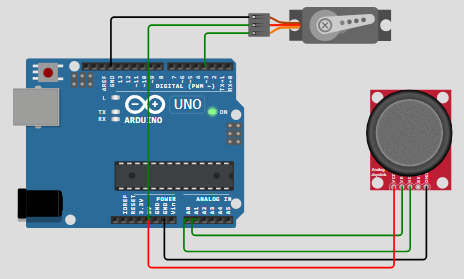 AREF
GND
13
12
~11
~10
~9
8
7
~6
~5
4
~3
2
TX→1
RX←0
DIGITAL (PWM ~)
L
TX
RX
UNO
ON
ARDUINO
IOREF
RESET
3.3V
5V
GND
GND
Vin
POWER
ANALOG IN
A0
A1
A2
A3
A4
A5
Analog
Joystick